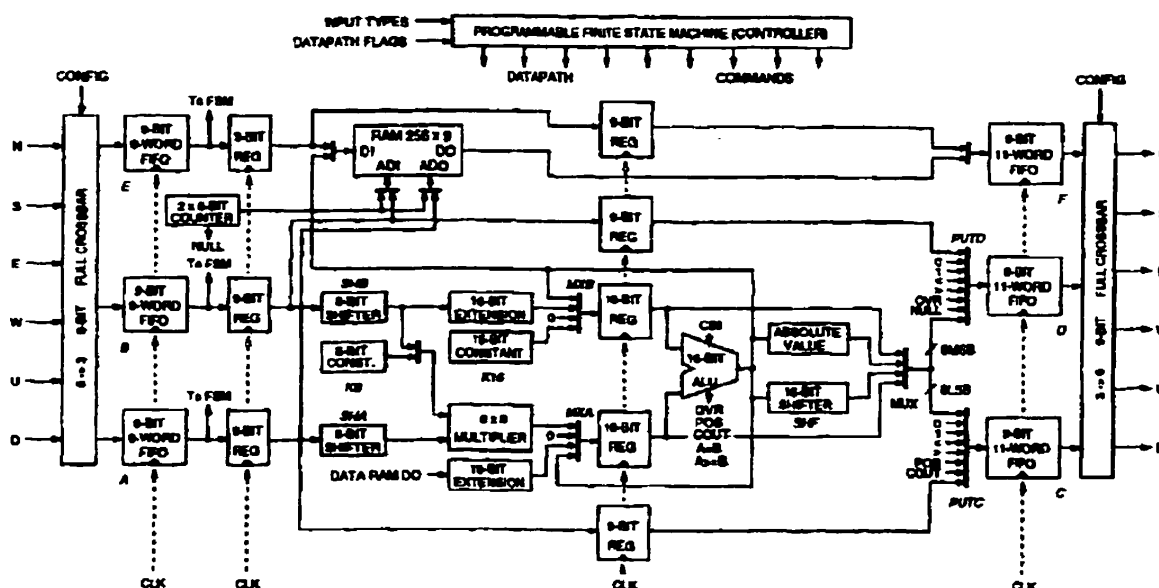 INPUT TYPES
DATAPATH FLAGS
PROGRAMMABLE FINITE STATE MACHINE (CONTROLLER)
DATAPATH
COMMANDS
CONFIG
CONFIG
N
S
E
W
U
D
FULL CROSSBAR
9-BIT
6->3
9-BIT
9-WORD
FIFO
E
To FSM
9-BIT
REG
RAM 256 x 9
DI
DO
ADI
ADO
2 x 8-BIT
COUNTER
NULL
To FSM
9-BIT
REG
9-BIT
REG
9-BIT
11-WORD
FIFO
F
9-BIT
9-WORD
FIFO
B
9-BIT
REG
SHB
8-BIT
SHIFTER
8-BIT
CONST.
K8
16-BIT
EXTENSION
16-BIT
CONSTANT
K16
MXB
0
16-BIT
REG
CSI
16-BIT
ALU
OVR
POS
COUT
A=B
ABSOLUTE
VALUE
16-BIT
SHIFTER
SHF
MUX
8MSB
8LSB
PUTD
OVR
NULL
9-BIT
11-WORD
FIFO
D
To FSM
9-BIT
9-WORD
FIFO
A
9-BIT
REG
SHA
8-BIT
SHIFTER
8 x 8
MULTIPLIER
MXA
0
DATA RAM DO
16-BIT
EXTENSION
16-BIT
REG
POS
COUT
PUTC
9-BIT
11-WORD
FIFO
C
FULL CROSSBAR
9-BIT
3->6
9-BIT
REG
CLK
CLK
CLK
CLK